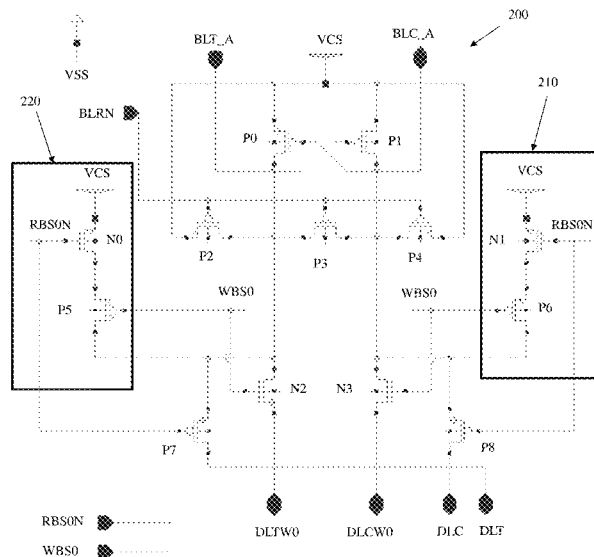 BLT_A
VCS
BLC_A
200
VSS
220
BLRN
210
P0
P1
VCS
VCS
RBS0N
N0
P2
P3
P4
N1
RBS0N
P5
WBS0
WBS0
P6
N2
N3
P7
P8
RBS0N
DLTW0
DLCW0
DLC
DLT
WBS0